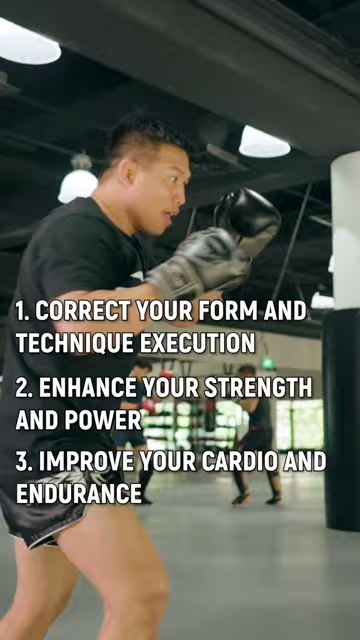 1. CORRECT YOUR FORM AND
TECHNIQUE EXECUTION
2. ENHANCE YOUR STRENGTH
AND POWER
3. IMPROVE YOUR CARDIO AND
ENDURANCE